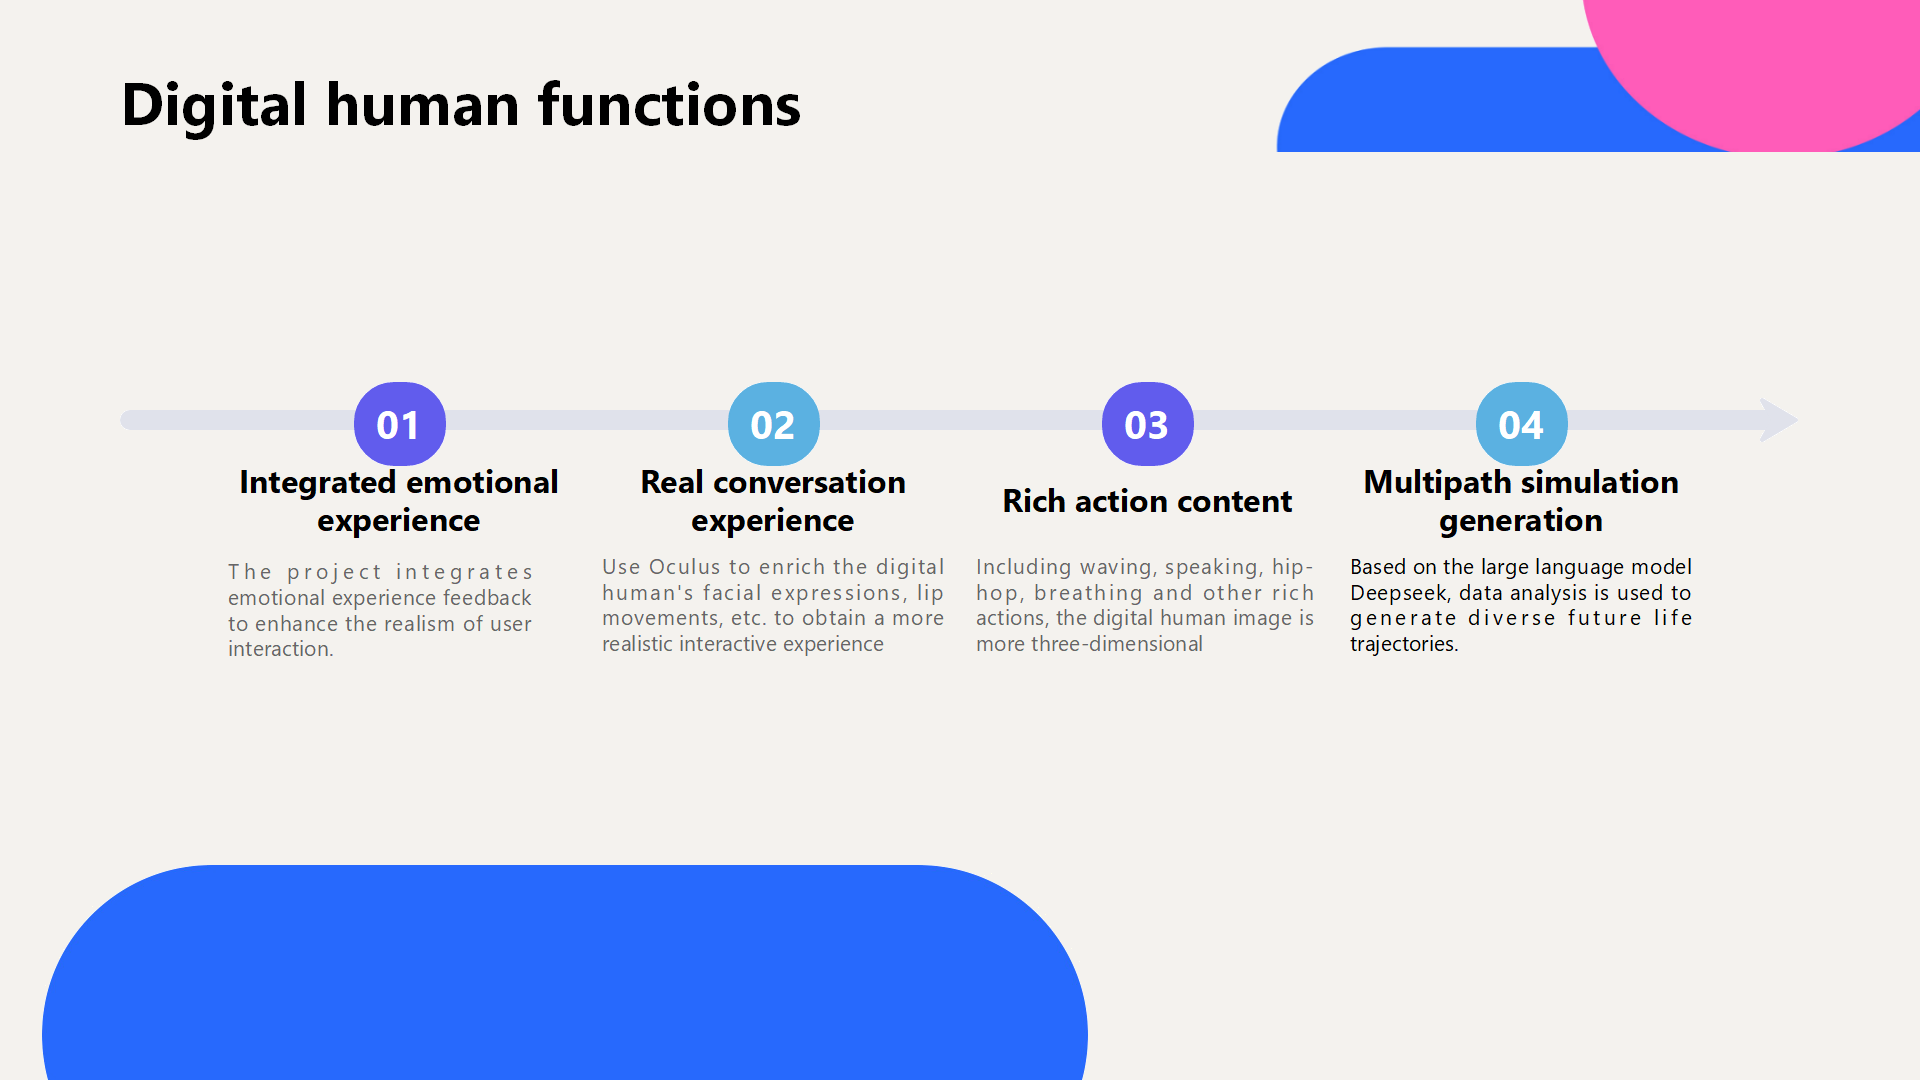 Digital human functions
01
Integrated emotional
experience
The project integrates
emotional experience feedback
to enhance the realism of user
interaction.
02
Real conversation
experience
Use Oculus to enrich the digital
human's facial expressions, lip
movements, etc. to obtain a more
realistic interactive experience
03
Rich action content
Including waving, speaking, hip-
hop, breathing and other rich
actions, the digital human image is
more three-dimensional
04
Multipath simulation
generation
Based on the large language model
Deepseek, data analysis is used to
generate diverse future life
trajectories.